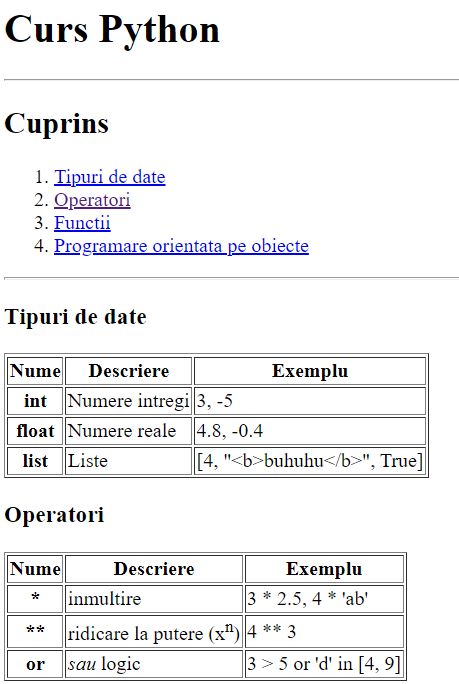 Curs Python
Cuprins
1. Tipuri de date
2. Operatori
3. Functii
4. Programare orientata pe obiecte
Tipuri de date
Nume Descriere Exemplu
int Numere intregi 3, -5
float Numere reale 4.8, -0.4
list Liste [4, "<b>buhuhu</b>", True]
Operatori
Nume Descriere Exemplu
* inmultire 3 * 2.5, 4 * 'ab'
** ridicare la putere (xⁿ) 4 ** 3
or sau logic 3 > 5 or 'd' in [4, 9]